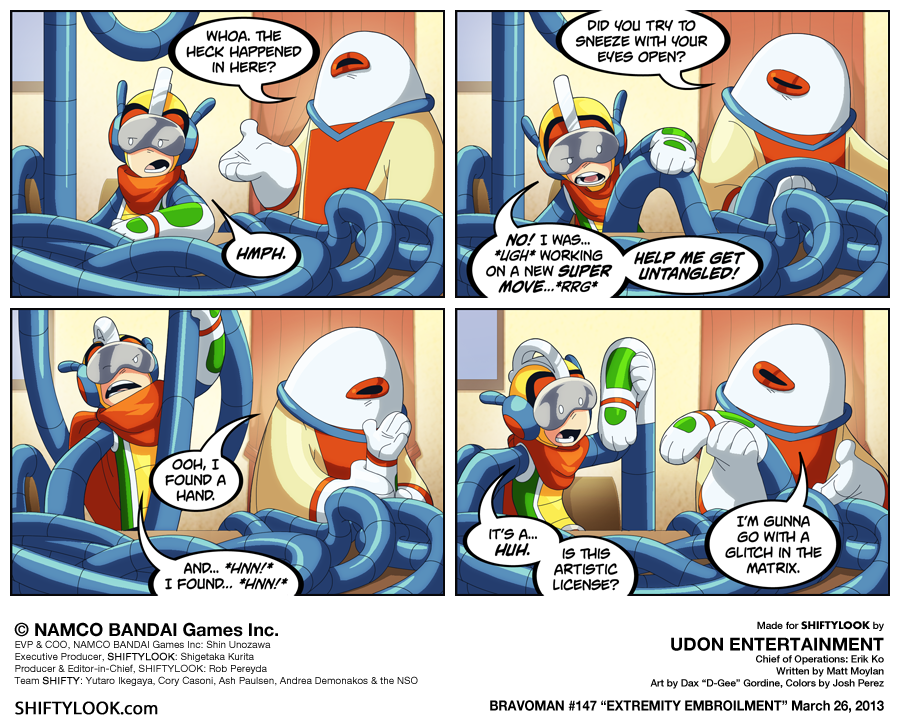 WHOA. THE
HECK HAPPENED
IN HERE?
HMPH.
DID YOU TRY TO
SNEEZE WITH YOUR
EYES OPEN?
NO! I WAS...
*UGH* WORKING
ON A NEW SUPER
MOVE...*RRG*
HELP ME GET
UNTANGLED!
OOH, I
FOUND A
HAND.
AND... *HNN!*
I FOUND... *HNN!*
IT'S A...
HUH.
IS THIS
ARTISTIC
LICENSE?
I'M GUNNA
GO WITH A
GLITCH IN THE
MATRIX.
© NAMCO BANDAI Games Inc.
EVP & COO, NAMCO BANDAI Games Inc: Shin Unozawa
Executive Producer, SHIFTYLOOK: Shigetaka Kurita
Producer & Editor-in-Chief, SHIFTYLOOK: Rob Pereyda
Team SHIFTY: Yutaro Ikegaya, Cory Casoni, Ash Paulsen, Andrea Demonakos & the NSO
SHIFTYLOOK.com
Made for SHIFTYLOOK by
UDON ENTERTAINMENT
Chief of Operations: Erik Ko
Written by Matt Moylan
Art by Dax “D-Gee” Gordine, Colors by Josh Perez
BRAVOMAN #147 “EXTREMITY EMBROILMENT” March 26, 2013